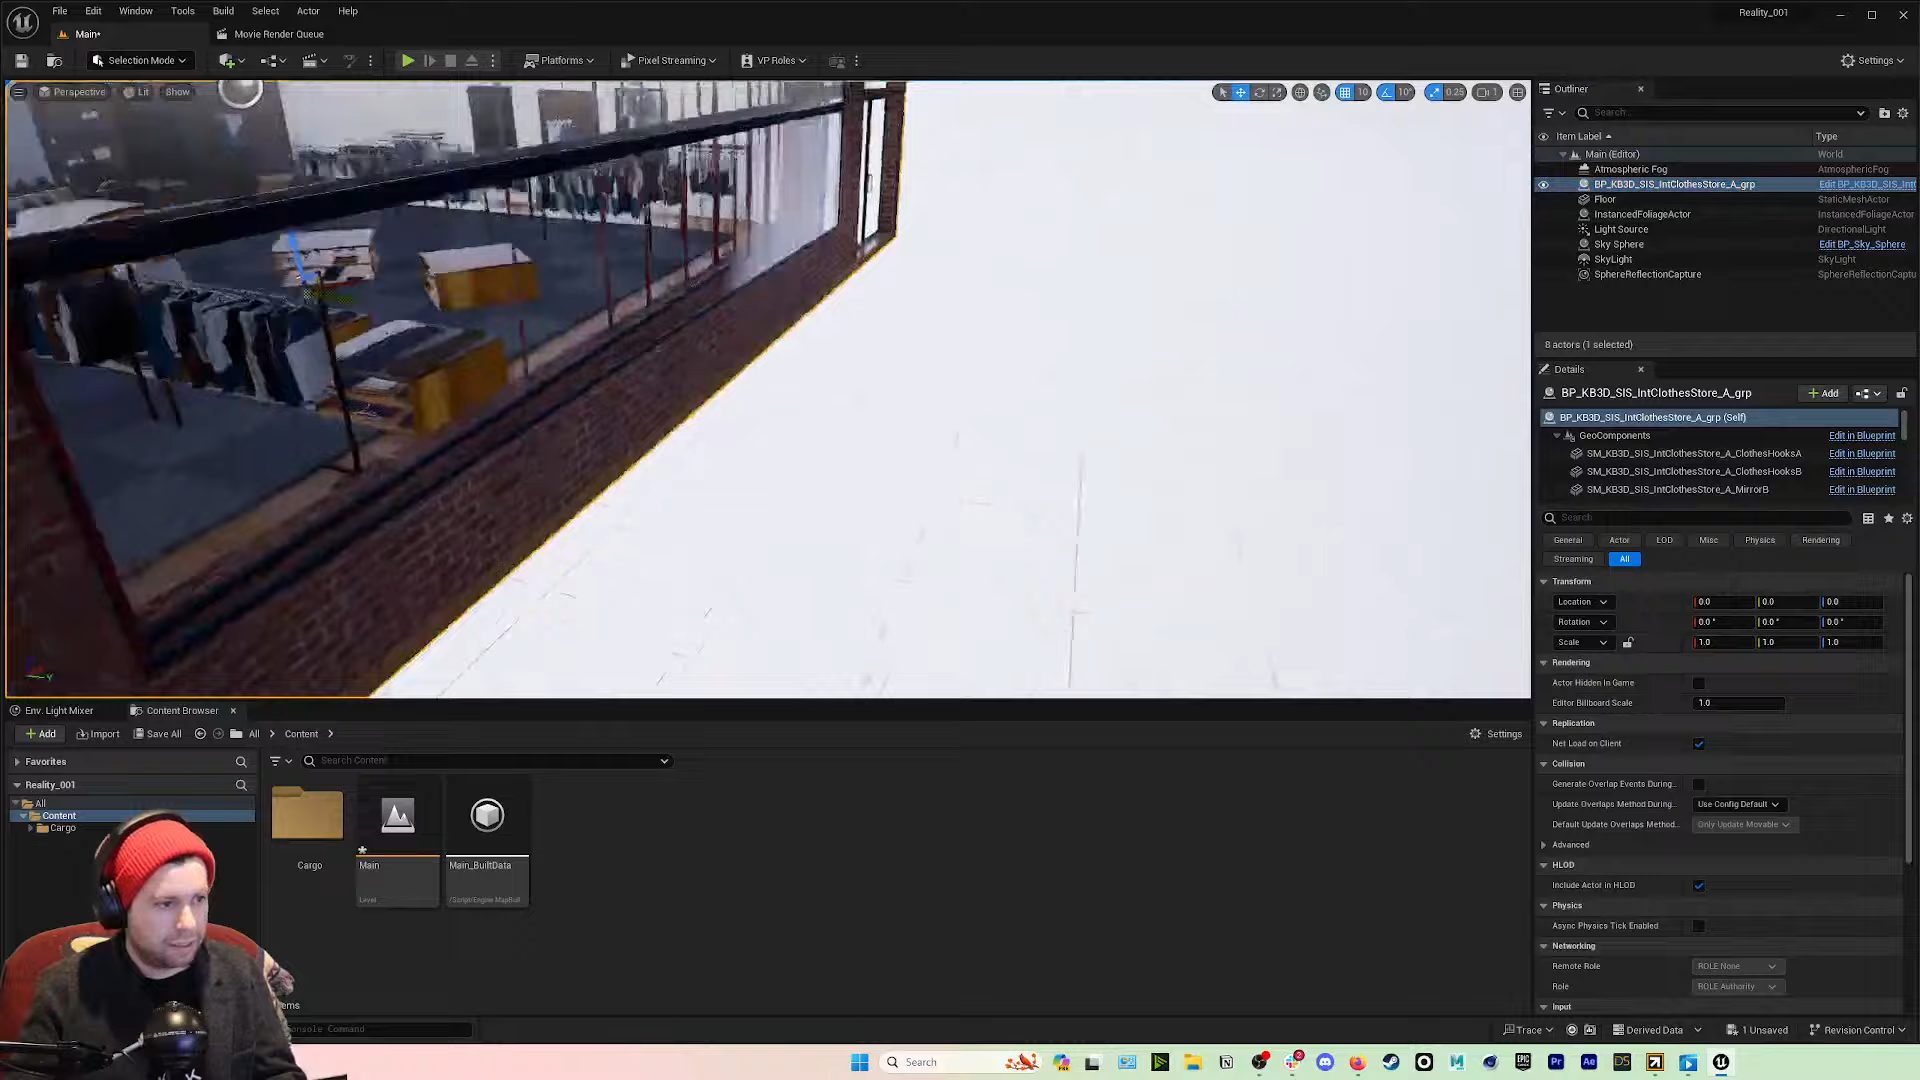 File Edit Window Tools Build Select Actor Help
Reality_001
Main*
Movie Render Queue
Selection Mode
Platforms
Pixel Streaming
VP Roles
Settings
Perspective
Lit
Show
10
10°
0.25
1
Outliner
Search...
Item Label
Type
Main (Editor)
World
Atmospheric Fog
AtmosphericFog
BP_KB3D_SIS_IntClothesStore_A_grp
Edit BP_KB3D_SIS_Int
Floor
StaticMeshActor
InstancedFoliageActor
InstancedFoliageActor
Light Source
DirectionalLight
Sky Sphere
Edit BP_Sky_Sphere
SkyLight
SkyLight
SphereReflectionCapture
SphereReflectionCaptu
8 actors (1 selected)
Details
BP_KB3D_SIS_IntClothesStore_A_grp
Add
BP_KB3D_SIS_IntClothesStore_A_grp (Self)
GeoComponents
Edit in Blueprint
SM_KB3D_SIS_IntClothesStore_A_ClothesHooksA
Edit in Blueprint
SM_KB3D_SIS_IntClothesStore_A_ClothesHooksB
Edit in Blueprint
SM_KB3D_SIS_IntClothesStore_A_MirrorB
Edit in Blueprint
Search
General
Actor
LOD
Misc
Physics
Rendering
Streaming
All
Transform
Location
0.0
0.0
0.0
Rotation
0.0 °
0.0 °
0.0 °
Scale
1.0
1.0
1.0
Rendering
Actor Hidden In Game
Editor Billboard Scale
1.0
Replication
Net Load on Client
Collision
Generate Overlap Events During...
Update Overlaps Method During...
Use Config Default
Default Update Overlaps Method...
Only Update Movable
Advanced
HLOD
Include Actor in HLOD
Physics
Async Physics Tick Enabled
Networking
Remote Role
ROLE None
Role
ROLE Authority
Input
Env. Light Mixer
Content Browser
Add
Import
Save All
All
Content
Settings
Favorites
Reality_001
All
Content
Cargo
Search Content
Cargo
Main
Level
Main_BuiltData
/Script/Engine.MapBuil
ems
onsole Command
Trace
Derived Data
1 Unsaved
Revision Control
Search
2
Pr
Ae